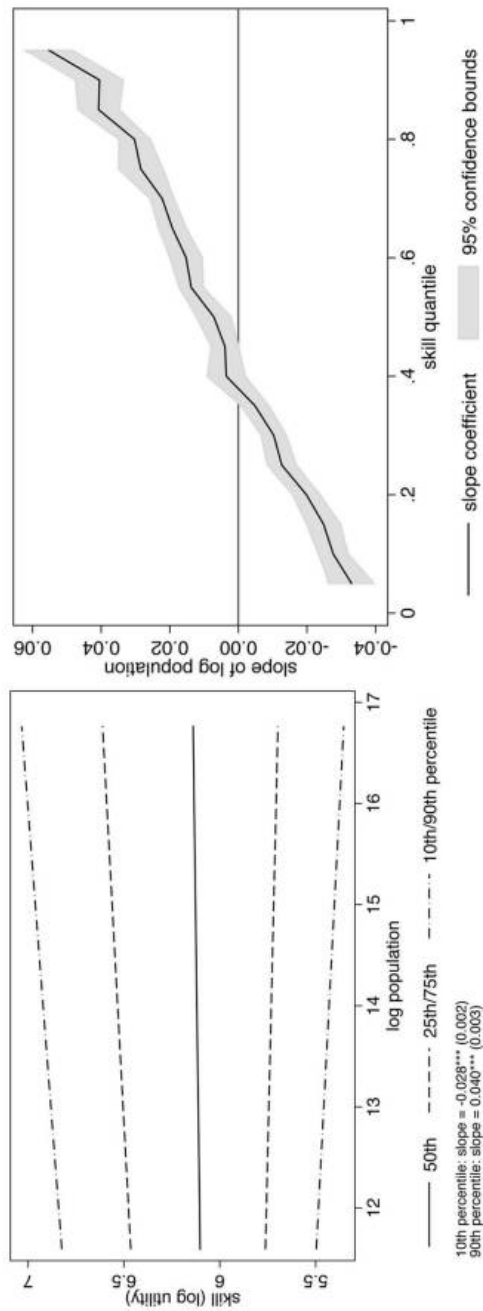 skill (log utility)
7
6.5
6
5.5
12
13
14
15
16
17
log population
50th
25th/75th
10th/90th percentile
10th percentile: slope = -0.028*** (0.002)
90th percentile: slope = 0.040*** (0.003)
slope of log population
0.06
0.04
0.02
0.00
-0.02
-0.04
0
.2
.4
.6
.8
1
skill quantile
slope coefficient
95% confidence bounds